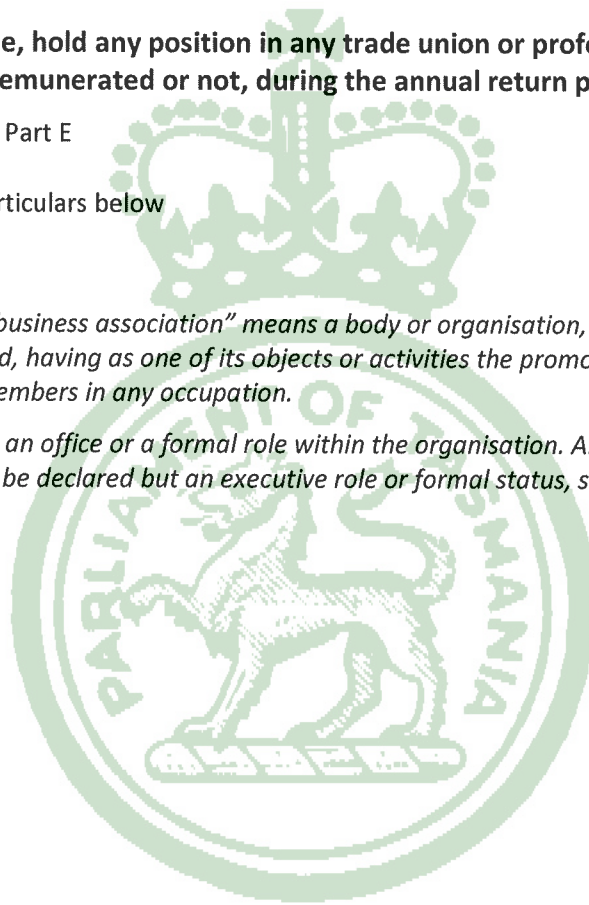 e, hold any position in any trade union or profe
emunerated or not, during the annual return p
Part E
rticulars below
business association" means a body or organisation,
d, having as one of its objects or activities the promo
embers in any occupation.
an office or a formal role within the organisation. A
be declared but an executive role or formal status, s
PARLIAMENT OF TASMANIA